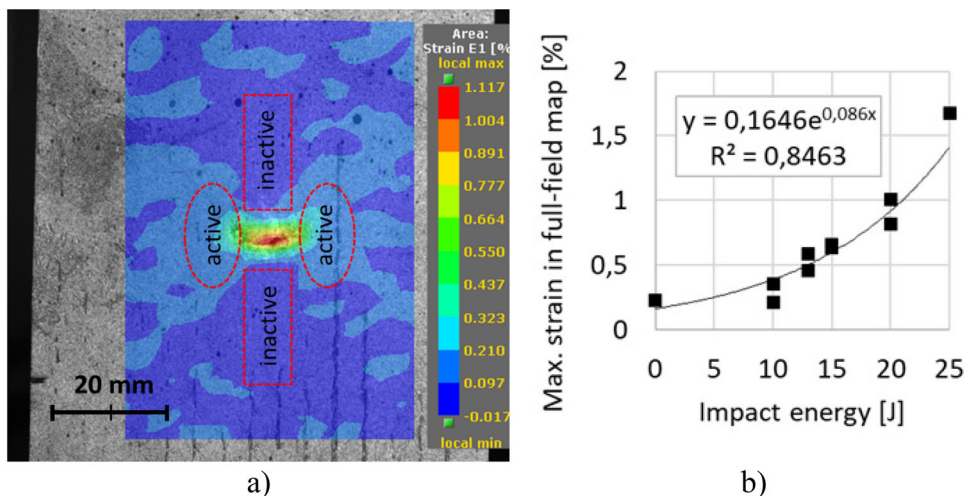 Area:
Strain E1 [%
local max
1.117
1.004
0.891
0.777
0.664
0.550
0.437
0.323
0.210
0.097
-0.017
local min
inactive
active
active
inactive
20 mm
a)
Max. strain in full-field map [%]
2
1,5
1
0,5
0
y = 0,1646e^0,086x
R² = 0,8463
0 5 10 15 20 25
Impact energy [J]
b)